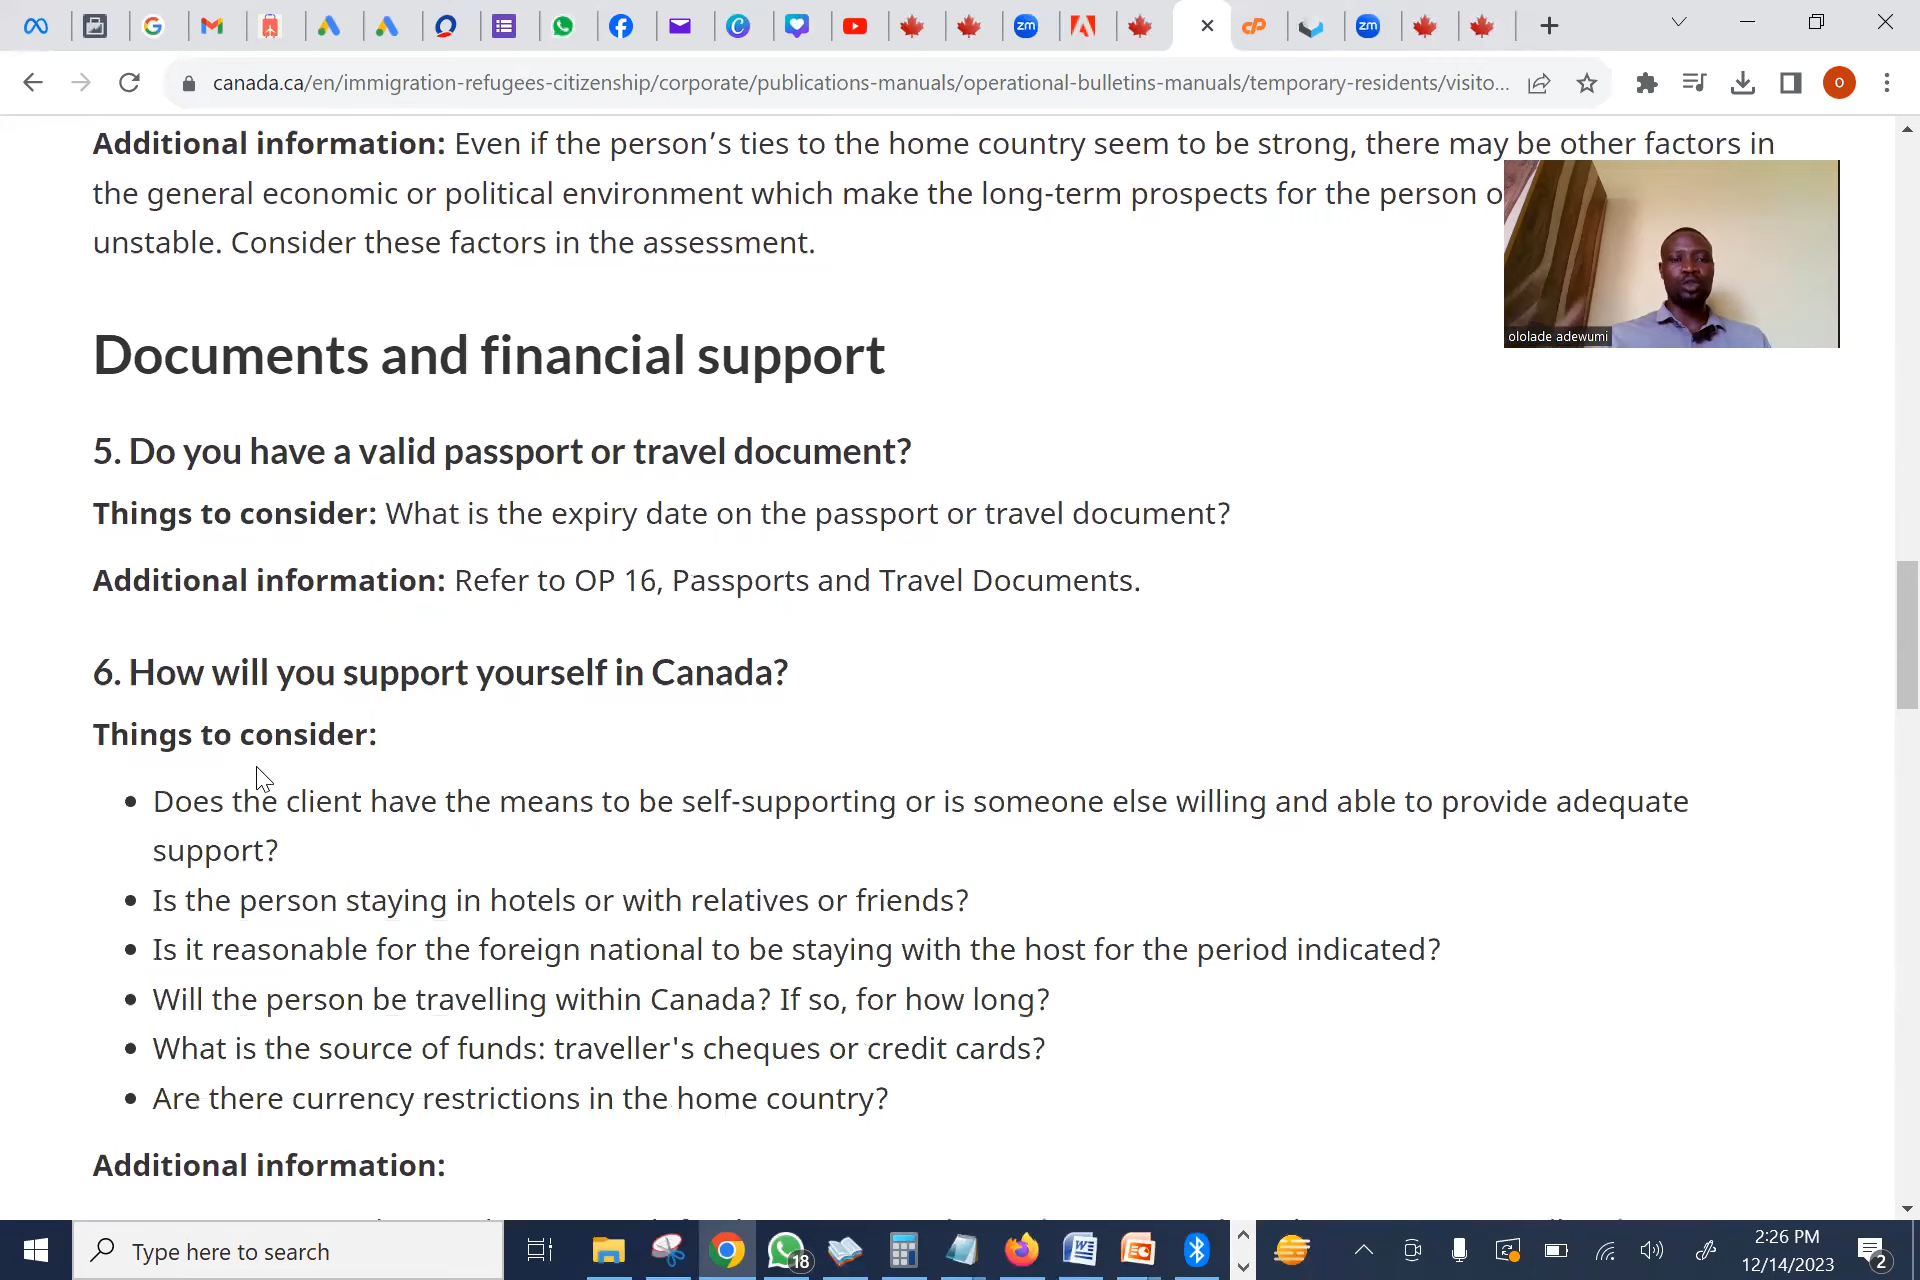 zm
zm
canada.ca/en/immigration-refugees-citizenship/corporate/publications-manuals/operational-bulletins-manuals/temporary-residents/visito...
Additional information: Even if the person’s ties to the home country seem to be strong, there may be other factors in
the general economic or political environment which make the long-term prospects for the person o
unstable. Consider these factors in the assessment.
ololade adewumi
Documents and financial support
5. Do you have a valid passport or travel document?
Things to consider: What is the expiry date on the passport or travel document?
Additional information: Refer to OP 16, Passports and Travel Documents.
6. How will you support yourself in Canada?
Things to consider:
• Does the client have the means to be self-supporting or is someone else willing and able to provide adequate
support?
• Is the person staying in hotels or with relatives or friends?
• Is it reasonable for the foreign national to be staying with the host for the period indicated?
• Will the person be travelling within Canada? If so, for how long?
• What is the source of funds: traveller's cheques or credit cards?
• Are there currency restrictions in the home country?
Additional information:
Type here to search
18
2:26 PM
12/14/2023
2